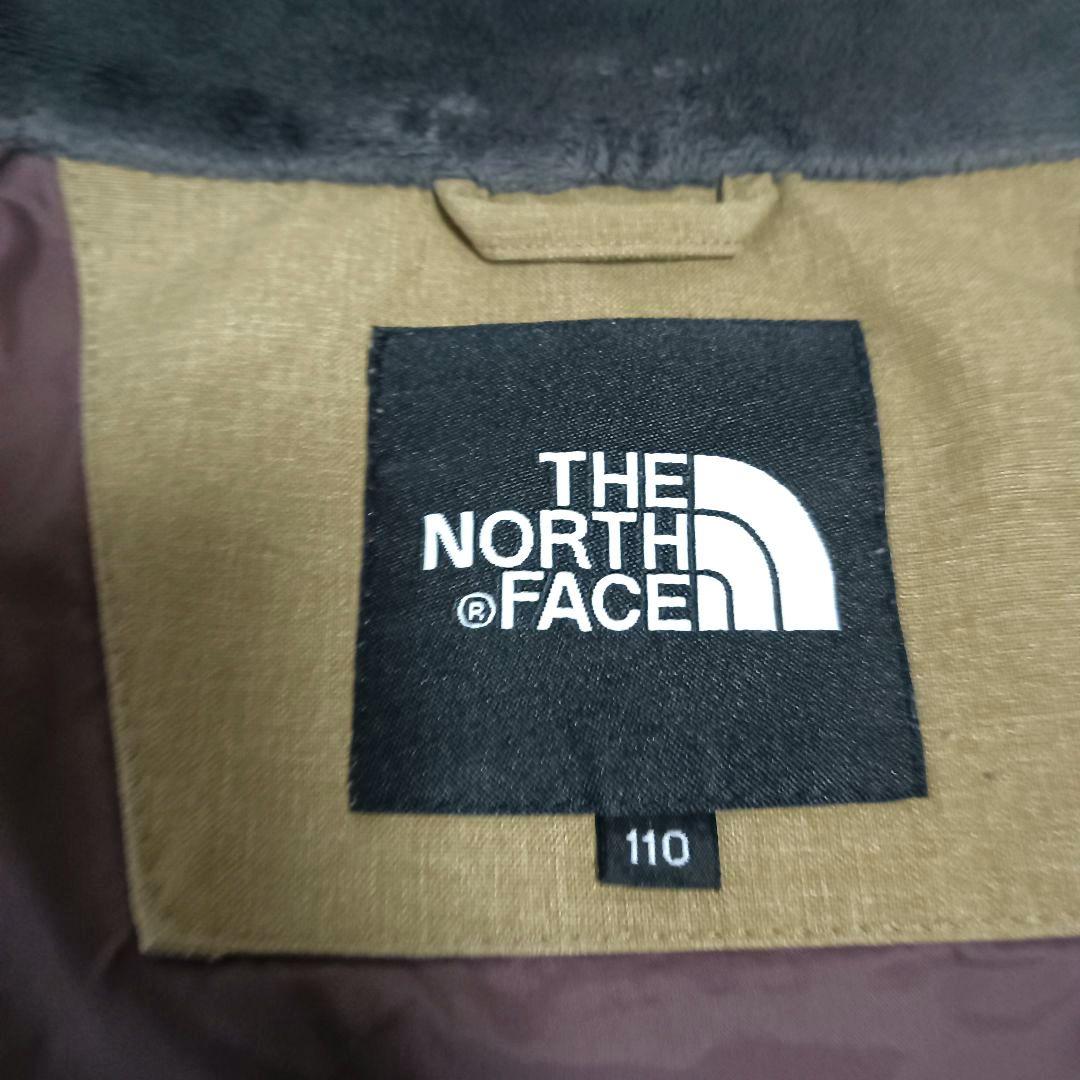 THE
NORTH
®FACE
110